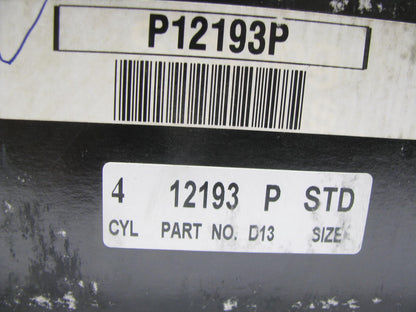 P12193P
4 12193 P STD
CYL PART NO. D13 SIZE